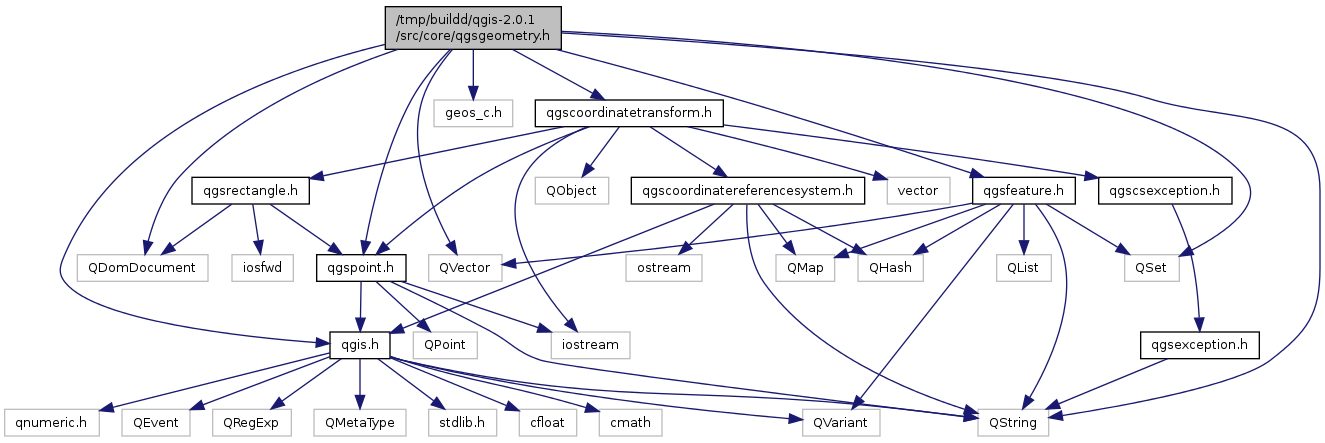 /tmp/buildd/qgis-2.0.1
/src/core/qgsgeometry.h
geos_c.h
qgscoordinatetransform.h
qgsrectangle.h
QObject
qgscoordinatereferencesystem.h
vector
qgsfeature.h
qgscsexception.h
QDomDocument
iosfwd
qgspoint.h
QVector
ostream
QMap
QHash
QList
QSet
qgis.h
QPoint
iostream
qgsexception.h
qnumeric.h
QEvent
QRegExp
QMetaType
stdlib.h
cfloat
cmath
QVariant
QString